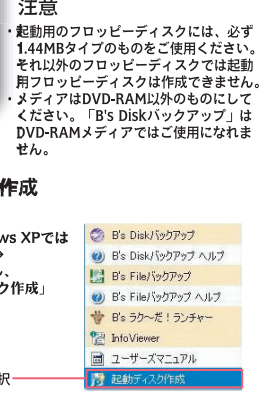 注意
・起動用のフロッピーディスクには、必ず
1.44MBタイプのものをご使用ください。
それ以外のフロッピーディスクでは起動
用フロッピーディスクは作成できません。
・メディアはDVD-RAM以外のものにして
ください。「B's Diskバックアップ」は
DVD-RAMメディアではご使用になれま
せん。
作成
ws XPでは
ク作成」
択
B's Diskバックアップ
B's Diskバックアップ ヘルプ
B's Fileバックアップ
B's Fileバックアップ ヘルプ
B's ラク～だ！ランチャー
InfoViewer
ユーザーズマニュアル
起動ディスク作成